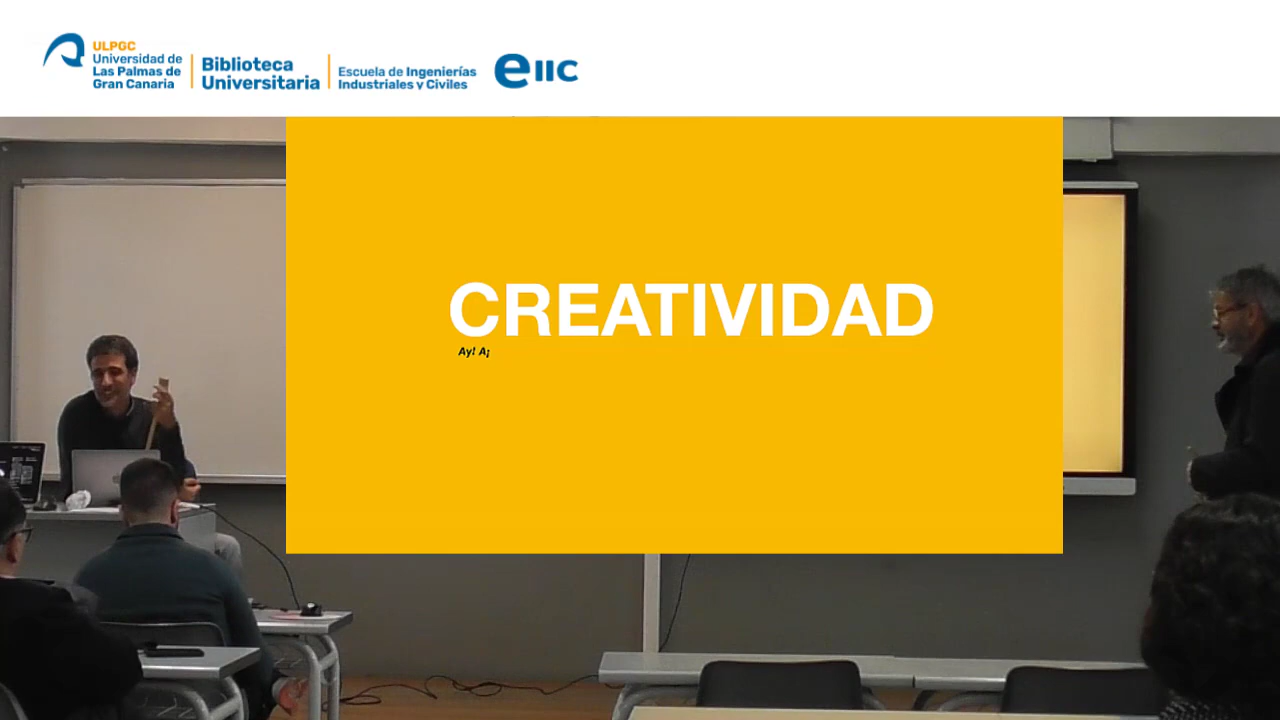 ULPGC
Universidad de
Las Palmas de
Gran Canaria
Biblioteca
Universitaria
Escuela de Ingenierías
Industriales y Civiles
eiic
CREATIVIDAD
Ay! A¡